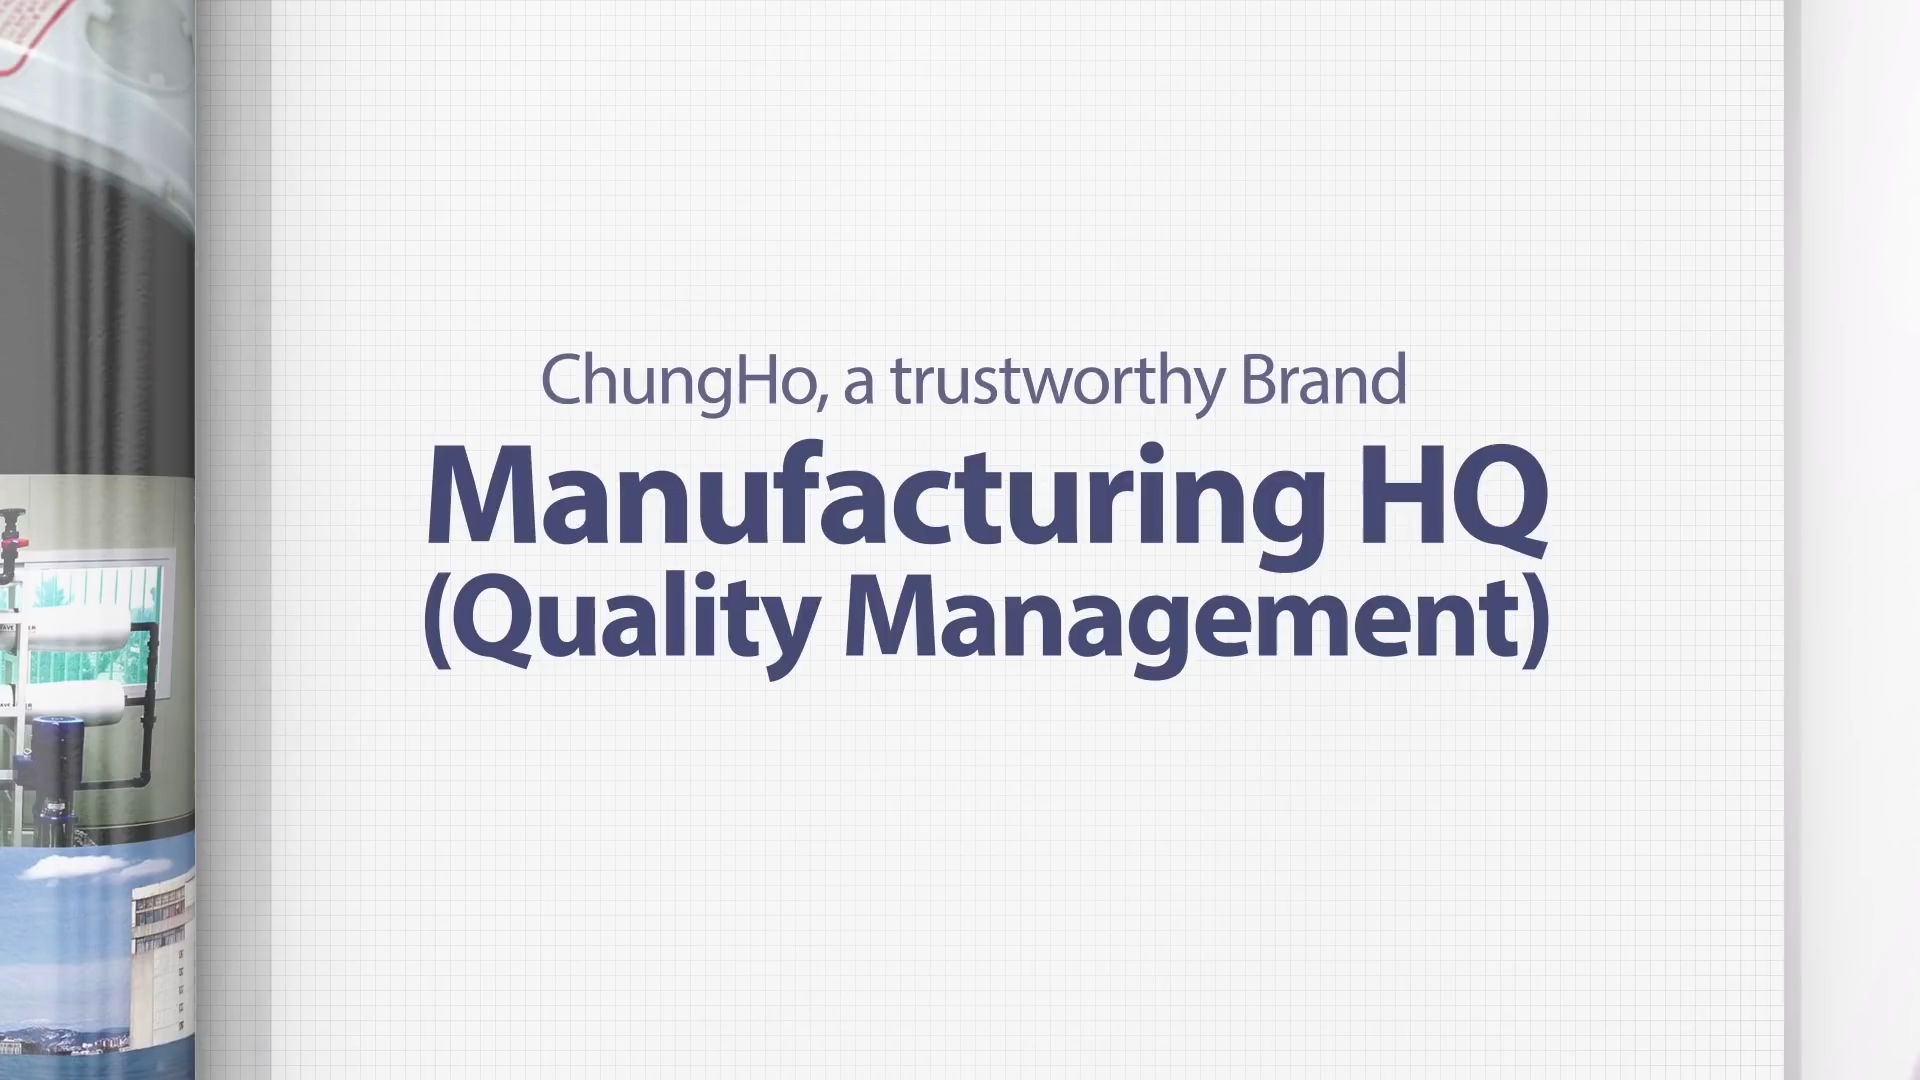 ChungHo, a trustworthy Brand
Manufacturing HQ
(Quality Management)